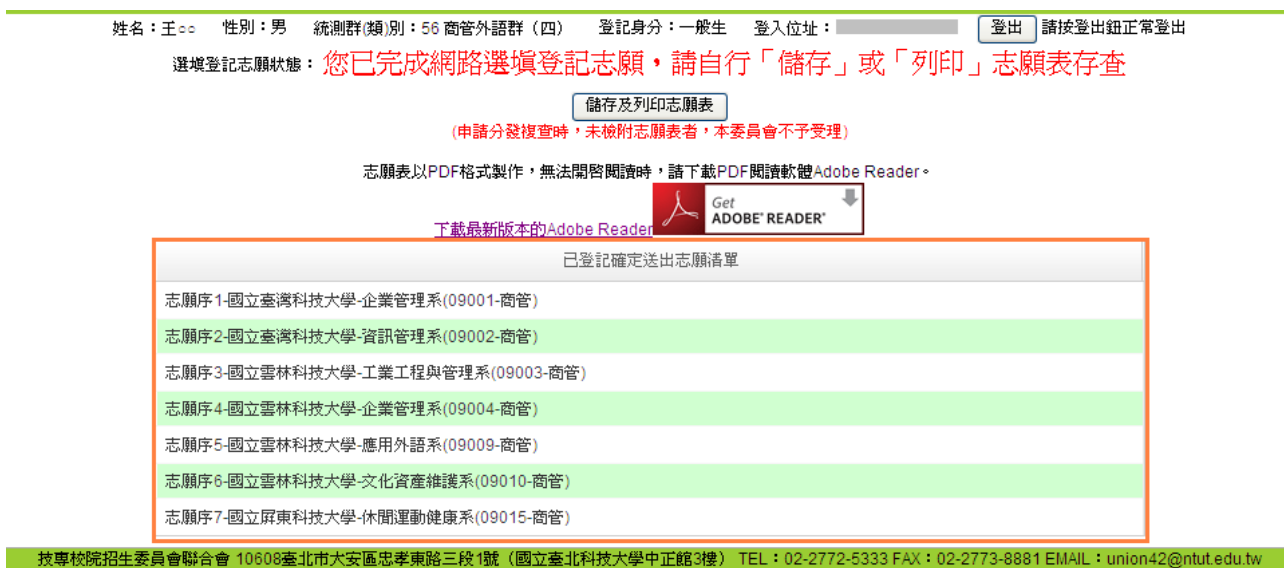 姓名：王○○ 性別：男 統測群(類)別：56 商管外語群（四） 登記身分：一般生 登入位址： 登出 請按登出鈕正常登出
選填登記志願狀態：您已完成網路選填登記志願，請自行「儲存」或「列印」志願表存查
儲存及列印志願表
(申請分發複查時，未檢附志願表者，本委員會不予受理)
志願表以PDF格式製作，無法開啓閱讀時，請下載PDF閱讀軟體Adobe Reader。
Get
ADOBE® READER®
下載最新版本的Adobe Reader
已登記確定送出志願清單
志願序1-國立臺灣科技大學-企業管理系(09001-商管)
志願序2-國立臺灣科技大學-資訊管理系(09002-商管)
志願序3-國立雲林科技大學-工業工程與管理系(09003-商管)
志願序4-國立雲林科技大學-企業管理系(09004-商管)
志願序5-國立雲林科技大學-應用外語系(09009-商管)
志願序6-國立雲林科技大學-文化資產維護系(09010-商管)
志願序7-國立屏東科技大學-休閒運動健康系(09015-商管)
技專校院招生委員會聯合會 10608臺北市大安區忠孝東路三段1號（國立臺北科技大學中正館3樓） TEL：02-2772-5333 FAX：02-2773-8881 EMAIL：union42@ntut.edu.tw